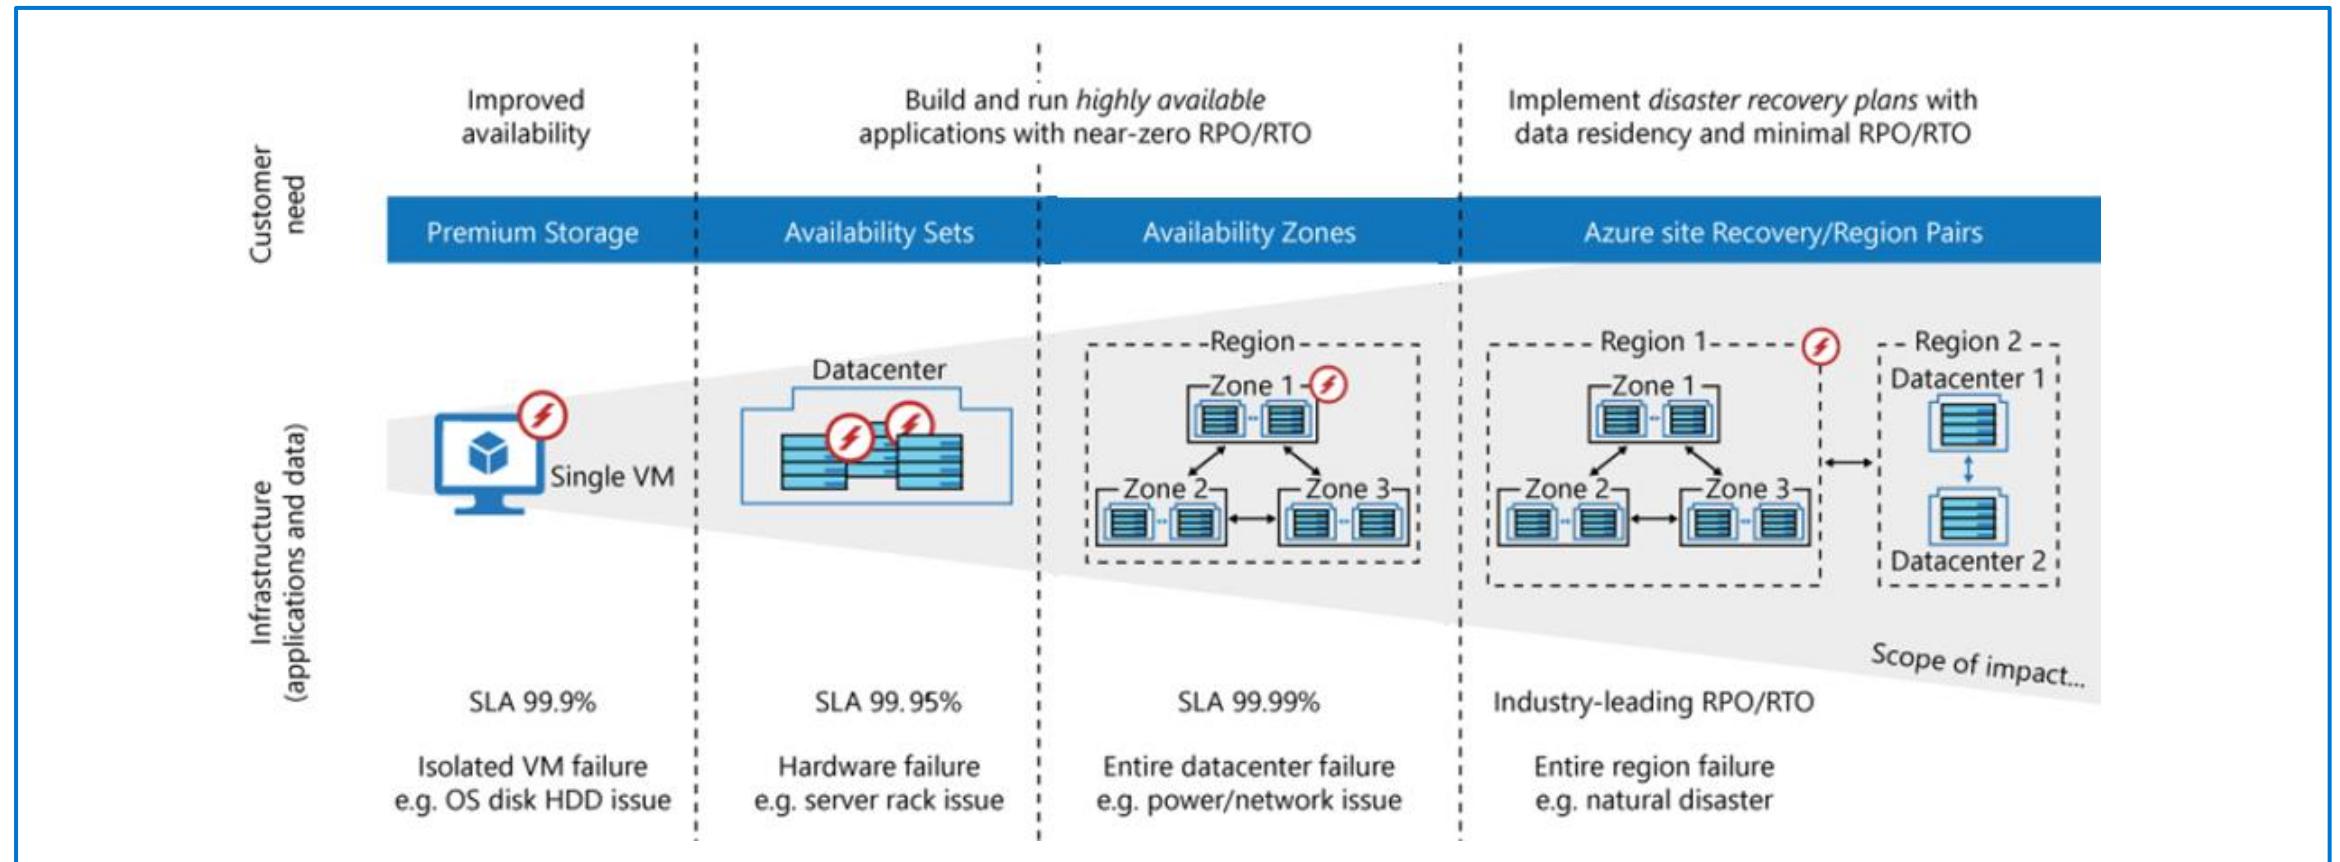 Improved
availability
Build and run highly available
applications with near-zero RPO/RTO
Implement disaster recovery plans with
data residency and minimal RPO/RTO
Customer
need
Premium Storage
Availability Sets
Availability Zones
Azure site Recovery/Region Pairs
Infrastructure
(applications and data)
Single VM
Datacenter
Region
Zone 1
Zone 2
Zone 3
Region 1
Zone 1
Zone 2
Zone 3
Region 2
Datacenter 1
Datacenter 2
Scope of impact...
SLA 99.9%
SLA 99.95%
SLA 99.99%
Industry-leading RPO/RTO
Isolated VM failure
e.g. OS disk HDD issue
Hardware failure
e.g. server rack issue
Entire datacenter failure
e.g. power/network issue
Entire region failure
e.g. natural disaster